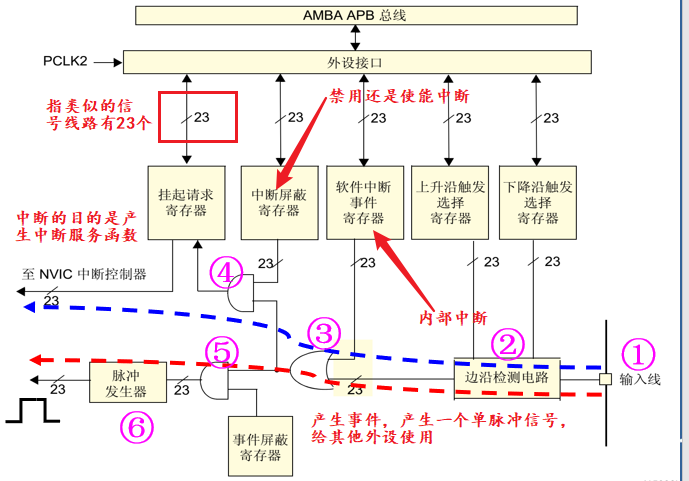 AMBA APB 总线
PCLK2
外设接口
指类似的信
号线路有23个
禁用还是使能中断
23
23
23
23
23
挂起请求
寄存器
中断屏蔽
寄存器
软件中断
事件
寄存器
上升沿触发
选择
寄存器
下降沿触发
选择
寄存器
中断的目的是产
生中断服务函数
至 NVIC 中断控制器
23
④
23
23
23
23
内部中断
③
②
①
⑤
脉冲
发生器
23
23
23
边沿检测电路
输入线
⑥
事件屏蔽
寄存器
产生事件，产生一个单脉冲信号，
给其他外设使用